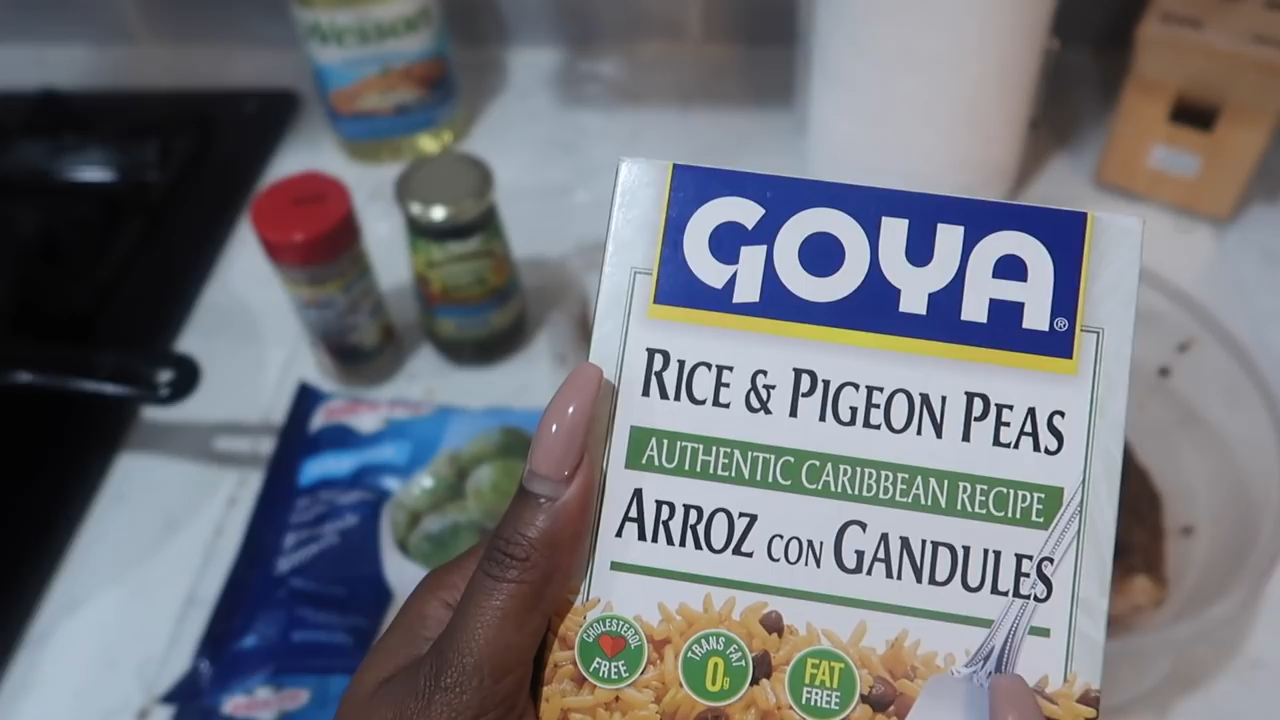 GOYA®
RICE & PIGEON PEAS
AUTHENTIC CARIBBEAN RECIPE
ARROZ CON GANDULES
CHOLESTEROL
FREE
TRANS FAT
0g
FAT
FREE